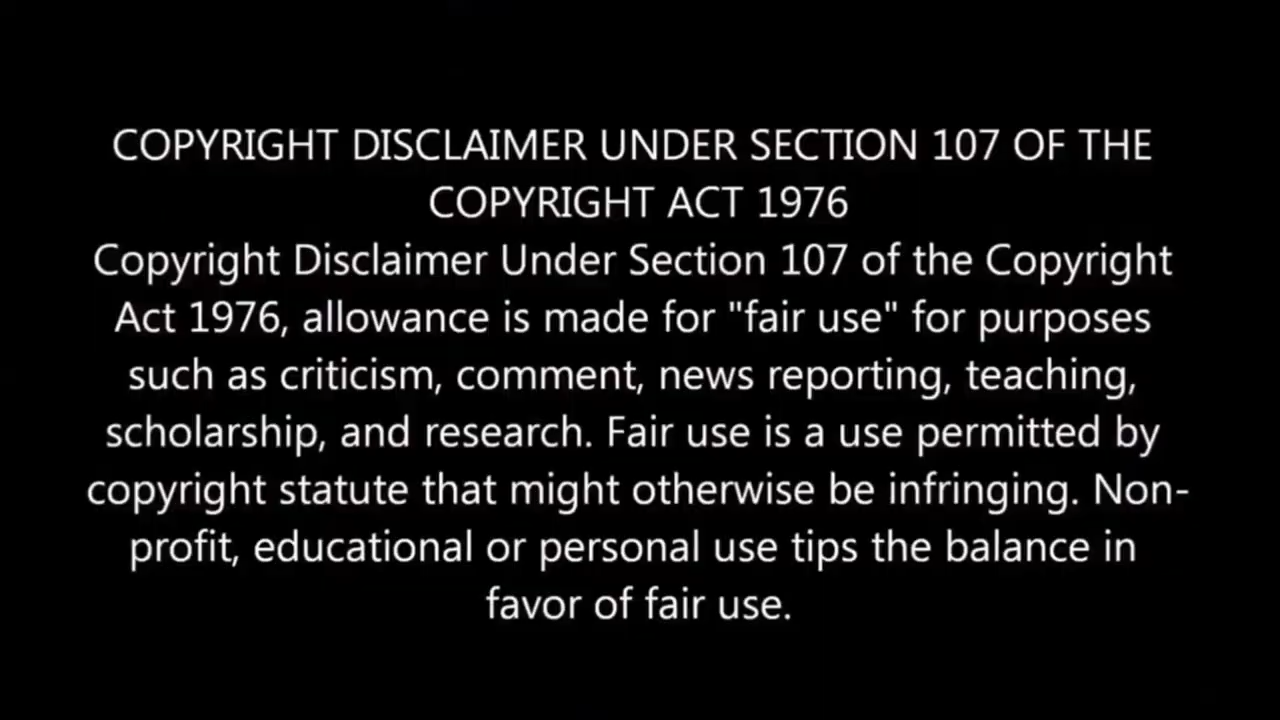 COPYRIGHT DISCLAIMER UNDER SECTION 107 OF THE
COPYRIGHT ACT 1976
Copyright Disclaimer Under Section 107 of the Copyright
Act 1976, allowance is made for "fair use" for purposes
such as criticism, comment, news reporting, teaching,
scholarship, and research. Fair use is a use permitted by
copyright statute that might otherwise be infringing. Non-
profit, educational or personal use tips the balance in
favor of fair use.